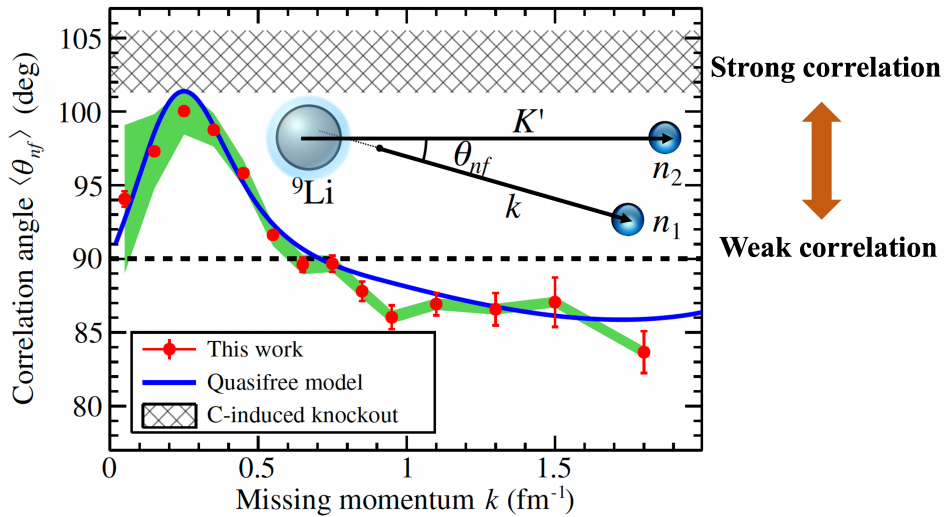 Correlation angle ⟨θnf⟩ (deg)
105
100
95
90
85
80
0
0.5
1
1.5
Missing momentum k (fm⁻¹)
⁹Li
K'
θnf
k
n₂
n₁
This work
Quasifree model
C-induced knockout
Strong correlation
Weak correlation